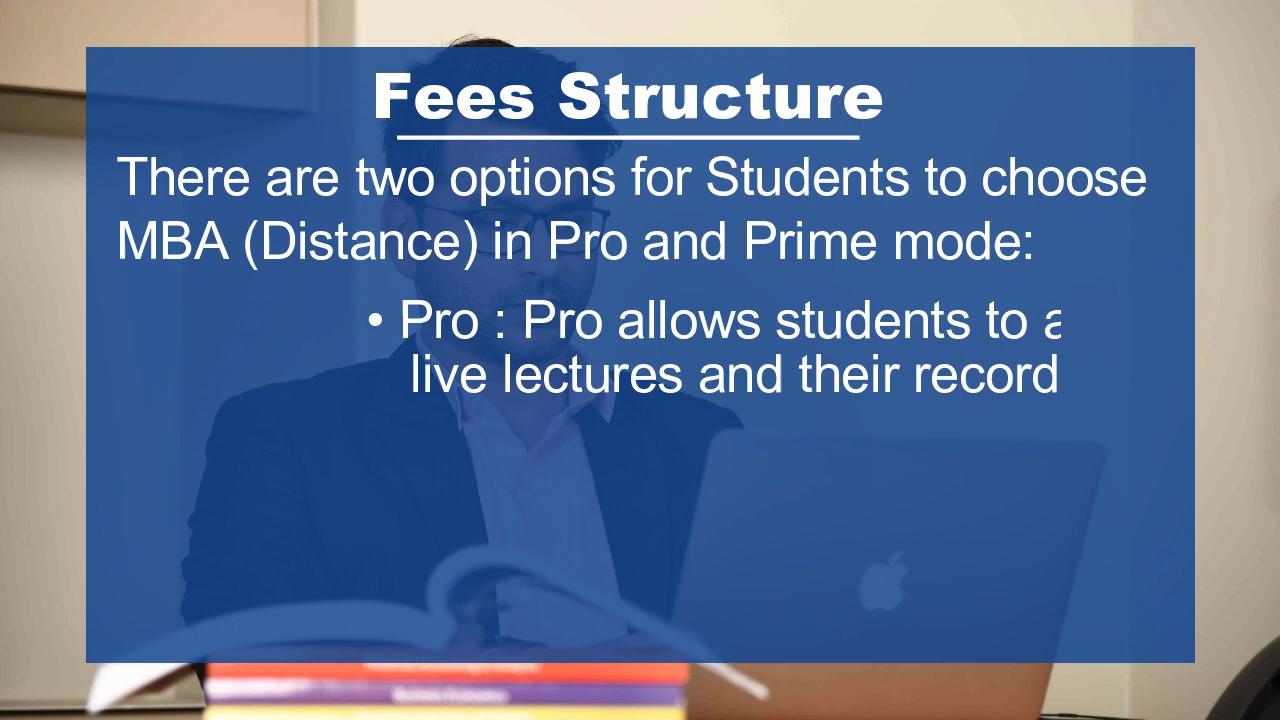 Fees Structure
There are two options for Students to choose
MBA (Distance) in Pro and Prime mode:
• Pro : Pro allows students to
live lectures and their record